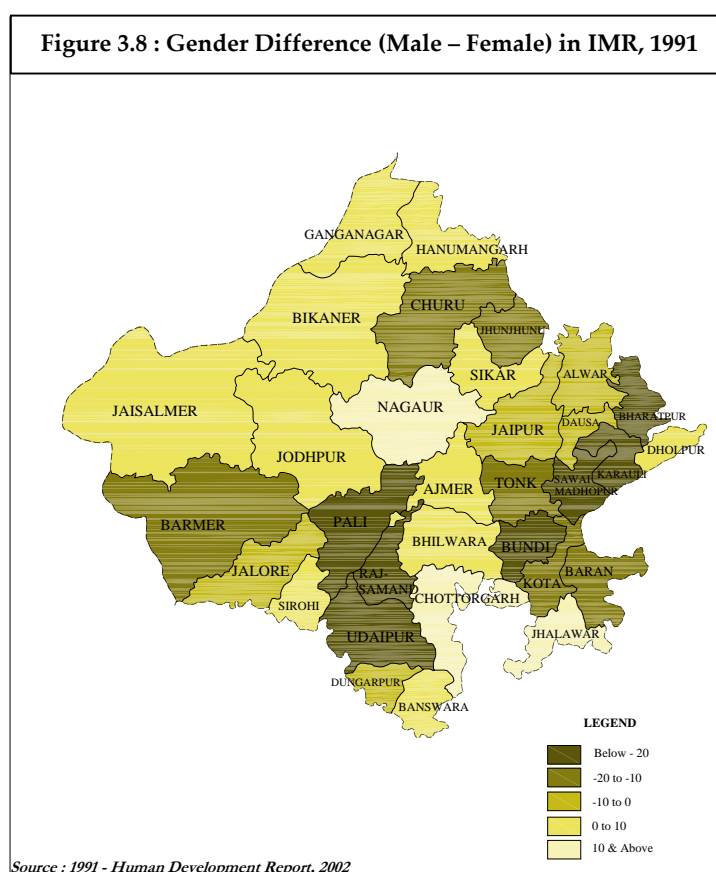 Figure 3.8 : Gender Difference (Male – Female) in IMR, 1991
GANGANAGAR
HANUMANGARH
CHURU
BIKANER
JHUNJHUNU
SIKAR
ALWAR
JAISALMER
NAGAUR
BHARATPUR
DAUSA
JAIPUR
DHOLPUR
JODHPUR
KARAULI
SAWAI
MADHOPUR
TONK
AJMER
BARMER
PALI
BHILWARA
BUNDI
BARAN
JALORE
RAJ-
SAMAND
KOTA
CHOTTORGARH
SIROHI
JHALAWAR
UDAIPUR
DUNGARPUR
BANSWARA
LEGEND
Below - 20
-20 to -10
-10 to 0
0 to 10
10 & Above
Source : 1991 - Human Development Report, 2002